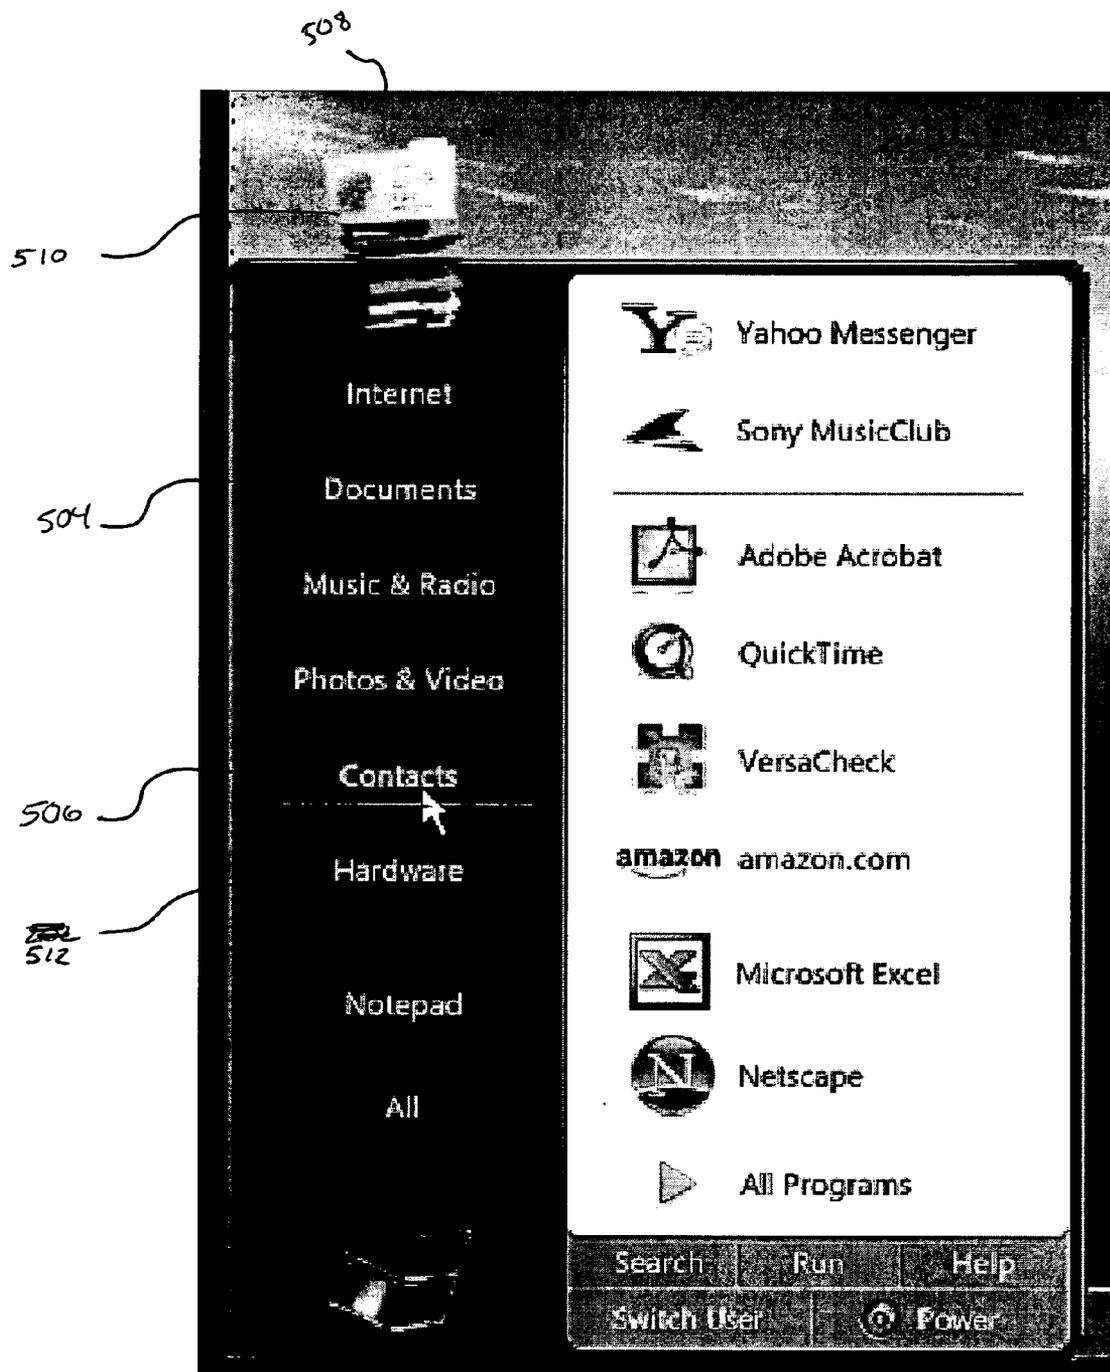 508
510
504
506
512
Internet
Documents
Music & Radio
Photos & Video
Contacts
Hardware
Notepad
All
Y Yahoo Messenger
Sony MusicClub
Adobe Acrobat
QuickTime
VersaCheck
amazon amazon.com
Microsoft Excel
N Netscape
All Programs
Search Run Help
Switch User Power